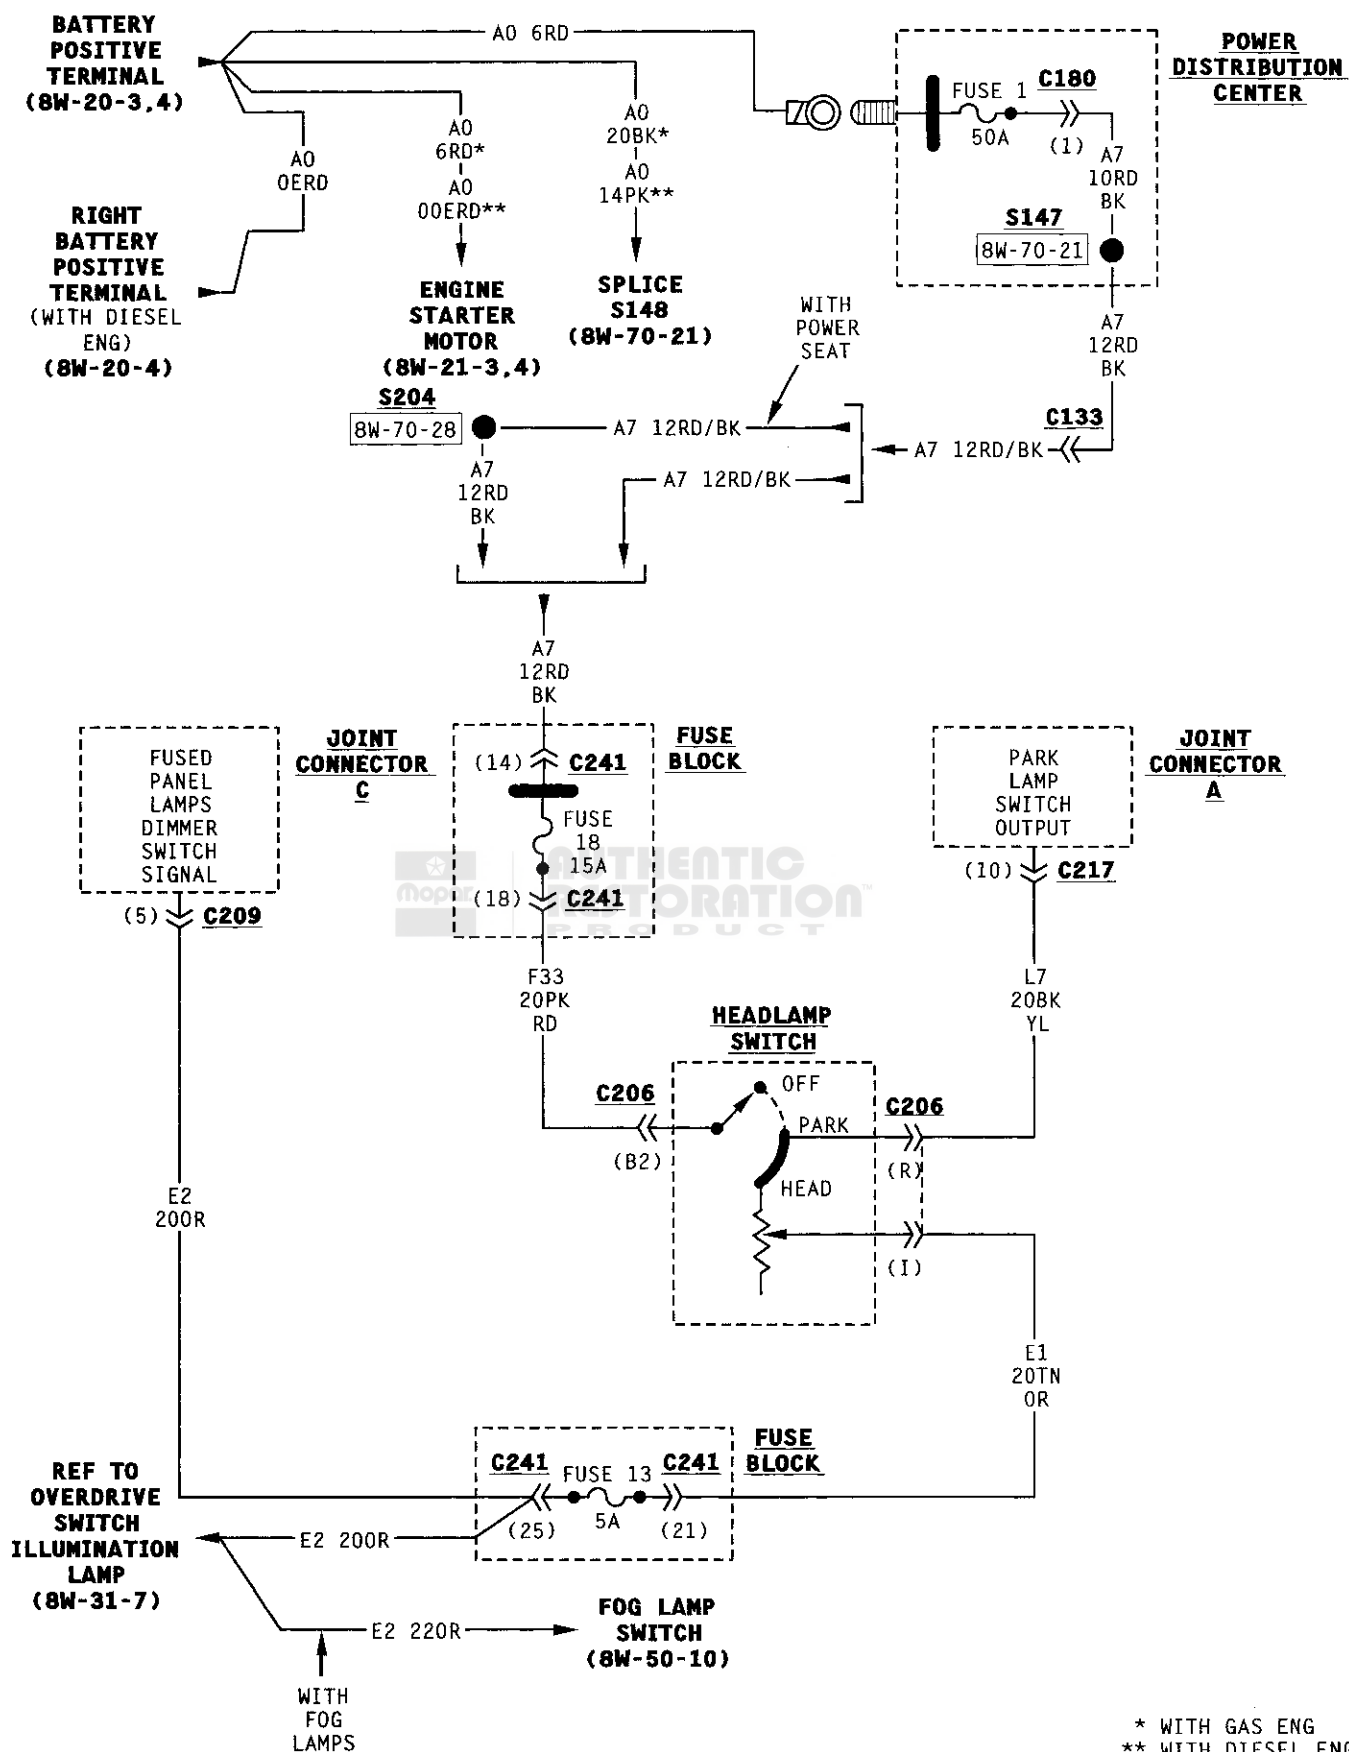 BATTERY
POSITIVE
TERMINAL
(8W-20-3,4)
A0 6RD
POWER
DISTRIBUTION
CENTER
FUSE 1
50A
C180
(1)
A7
10RD
BK
S147
8W-70-21
A0
0ERD
A0
6RD*
A0
00ERD**
A0
20BK*
A0
14PK**
RIGHT
BATTERY
POSITIVE
TERMINAL
(WITH DIESEL
ENG)
(8W-20-4)
ENGINE
STARTER
MOTOR
(8W-21-3,4)
SPLICE
S148
(8W-70-21)
WITH
POWER
SEAT
A7
12RD
BK
S204
8W-70-28
A7 12RD/BK
C133
A7 12RD/BK
A7 12RD/BK
A7
12RD
BK
A7
12RD
BK
FUSED
PANEL
LAMPS
DIMMER
SWITCH
SIGNAL
JOINT
CONNECTOR
C
(5)
C209
FUSE
BLOCK
(14)
C241
FUSE
18
15A
(18)
C241
PARK
LAMP
SWITCH
OUTPUT
JOINT
CONNECTOR
A
(10)
C217
Mopar
AUTHENTIC
RESTORATION™
PRODUCT
F33
20PK
RD
L7
20BK
YL
HEADLAMP
SWITCH
C206
(B2)
OFF
PARK
HEAD
C206
(R)
(I)
E2
20OR
E1
20TN
OR
FUSE
BLOCK
C241
FUSE 13
C241
(25)
5A
(21)
REF TO
OVERDRIVE
SWITCH
ILLUMINATION
LAMP
(8W-31-7)
E2 20OR
E2 22OR
FOG LAMP
SWITCH
(8W-50-10)
WITH
FOG
LAMPS
* WITH GAS ENG
** WITH DIESEL ENG